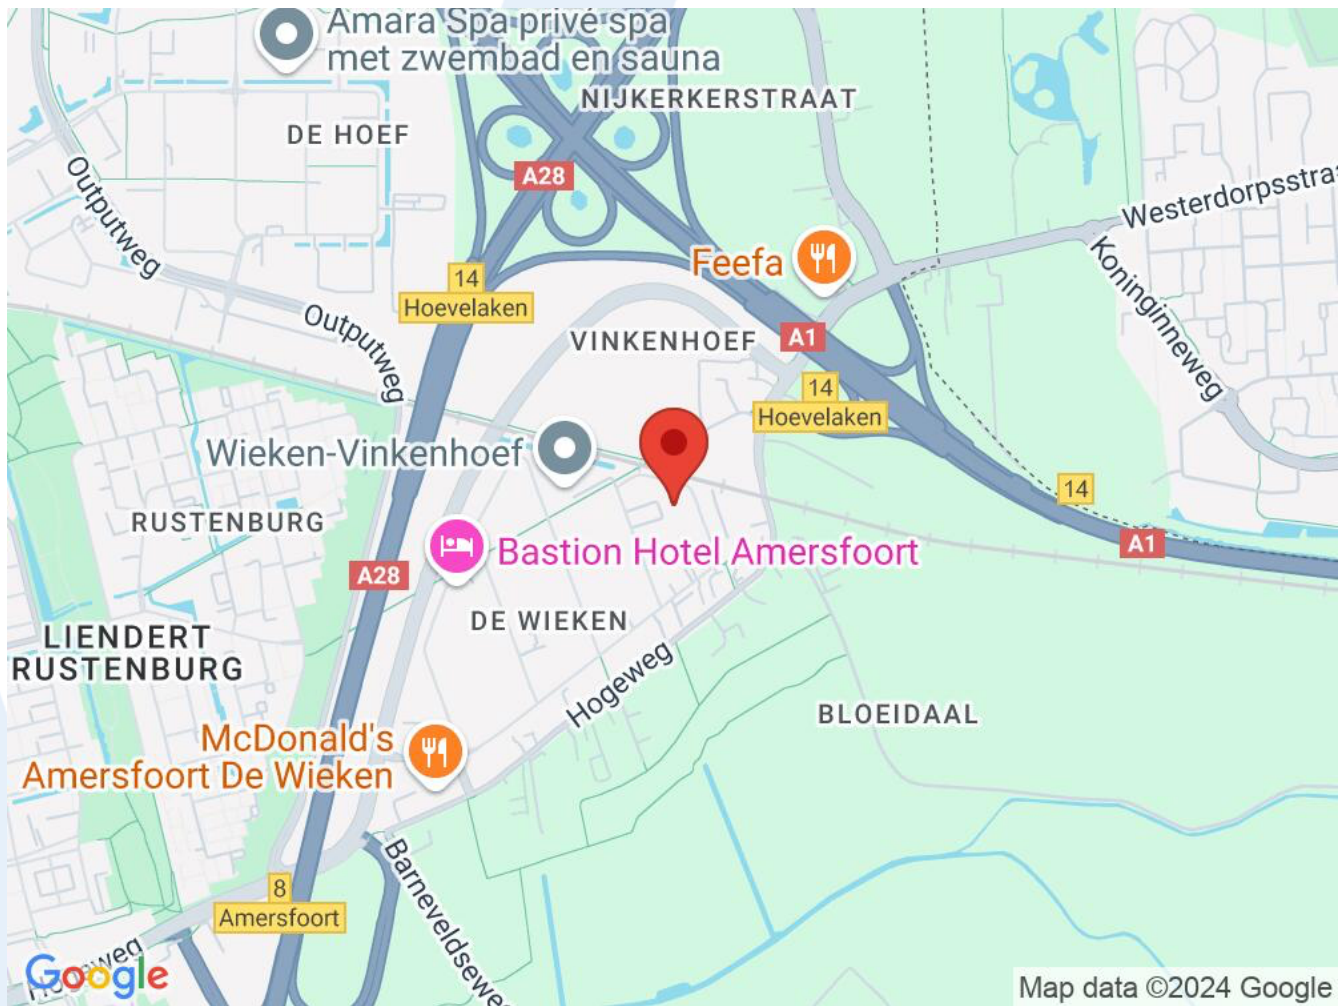 Amara Spa privé spa
met zwembad en sauna
NIJKERKERSTRAAT
DE HOEF
A28
Outputweg
Westerdorpsstra
Feefa
14
Hoevelaken
Koninginneweg
Outputweg
VINKENHOEF
A1
14
Hoevelaken
Wieken-Vinkenhoef
14
RUSTENBURG
A1
Bastion Hotel Amersfoort
A28
DE WIEKEN
LIENDERT
RUSTENBURG
Hogeweg
BLOEIDAAL
McDonald's
Amersfoort De Wieken
8
Amersfoort
Barneveldseweg
Hogeweg
Google
Map data ©2024 Google